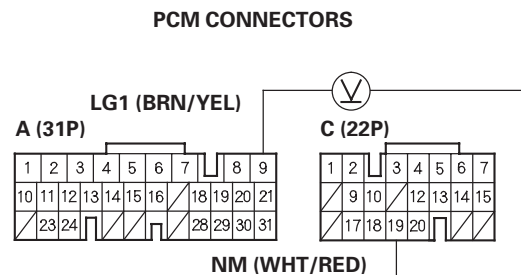 PCM CONNECTORS
V
LG1 (BRN/YEL)
A (31P)
C (22P)
1 2 3 4 5 6 7 8 9
10 11 12 13 14 15 16 18 19 20 21
23 24 28 29 30 31
1 2 3 4 5 6 7
9 10 12 13 14 15
17 18 19 20
NM (WHT/RED)